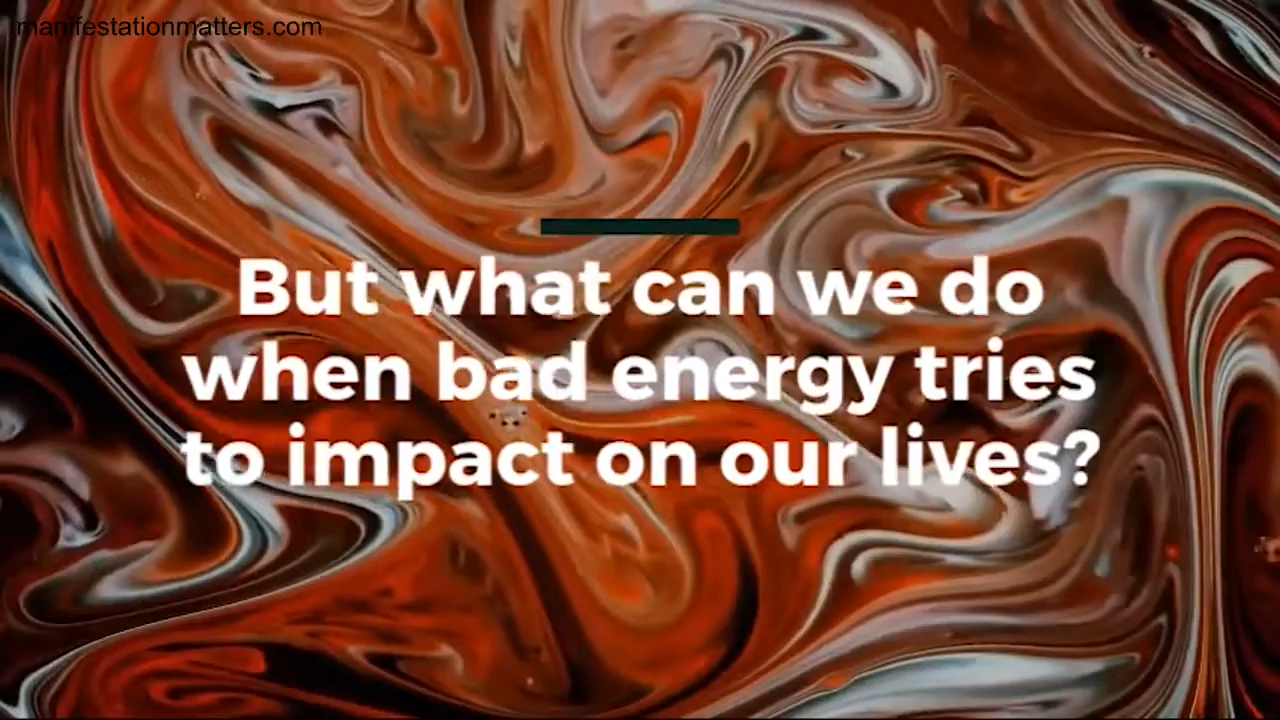 manifestationmatters.com
But what can we do
when bad energy tries
to impact on our lives?